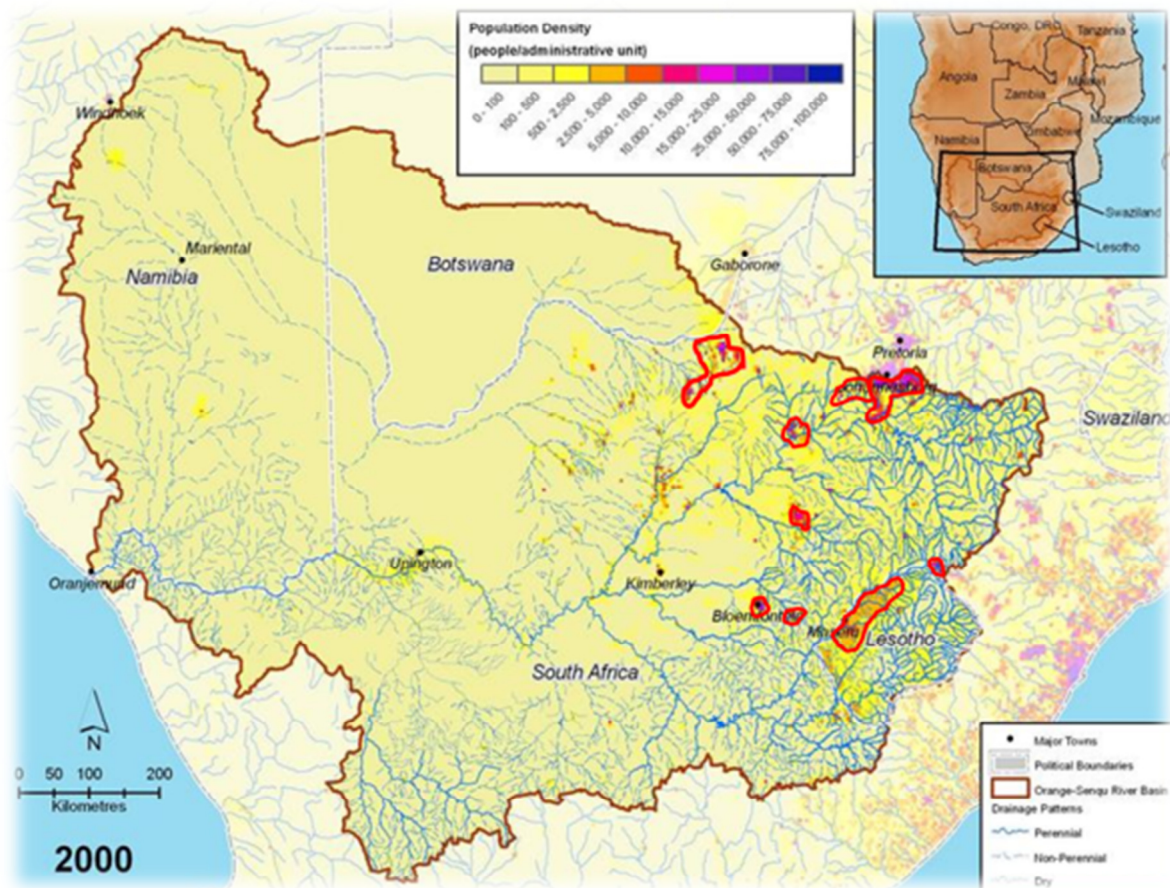 Population Density
(people/administrative unit)
0 - 100
100 - 500
500 - 2,500
2,500 - 5,000
5,000 - 10,000
10,000 - 15,000
15,000 - 25,000
25,000 - 50,000
50,000 - 75,000
75,000 - 100,000
Congo, DRC
Tanzania
Angola
Zambia
Malawi
Mozambique
Zimbabwe
Namibia
Botswana
South Africa
Swaziland
Lesotho
Windhoek
Mariental
Namibia
Botswana
Gaborone
Pretoria
Johannesburg
Swaziland
Upington
Oranjemund
Kimberley
Bloemfontein
Maseru
Lesotho
South Africa
N
0 50 100 200
Kilometres
2000
Major Towns
Political Boundaries
Orange-Senqu River Basin
Drainage Patterns
Perennial
Non-Perennial
Dry